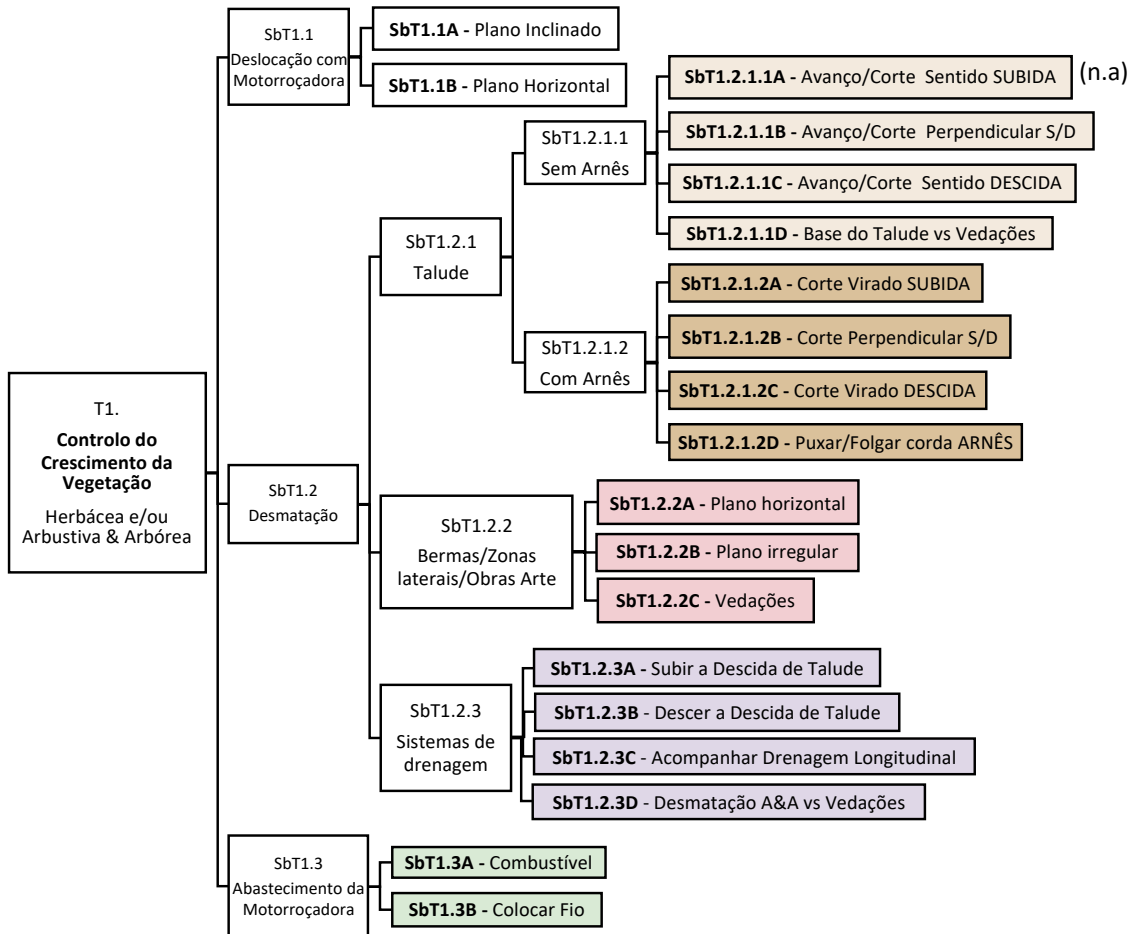 T1.
Controlo do
Crescimento da
Vegetação
Herbácea e/ou
Arbustiva & Arbórea
SbT1.1
Deslocação com
Motorroçadora
SbT1.1A - Plano Inclinado
SbT1.1B - Plano Horizontal
SbT1.2
Desmatação
SbT1.2.1
Talude
SbT1.2.1.1
Sem Arnês
SbT1.2.1.1A - Avanço/Corte Sentido SUBIDA
(n.a)
SbT1.2.1.1B - Avanço/Corte Perpendicular S/D
SbT1.2.1.1C - Avanço/Corte Sentido DESCIDA
SbT1.2.1.1D - Base do Talude vs Vedações
SbT1.2.1.2
Com Arnês
SbT1.2.1.2A - Corte Virado SUBIDA
SbT1.2.1.2B - Corte Perpendicular S/D
SbT1.2.1.2C - Corte Virado DESCIDA
SbT1.2.1.2D - Puxar/Folgar corda ARNÊS
SbT1.2.2
Bermas/Zonas
laterais/Obras Arte
SbT1.2.2A - Plano horizontal
SbT1.2.2B - Plano irregular
SbT1.2.2C - Vedações
SbT1.2.3
Sistemas de
drenagem
SbT1.2.3A - Subir a Descida de Talude
SbT1.2.3B - Descer a Descida de Talude
SbT1.2.3C - Acompanhar Drenagem Longitudinal
SbT1.2.3D - Desmatação A&A vs Vedações
SbT1.3
Abastecimento da
Motorroçadora
SbT1.3A - Combustível
SbT1.3B - Colocar Fio